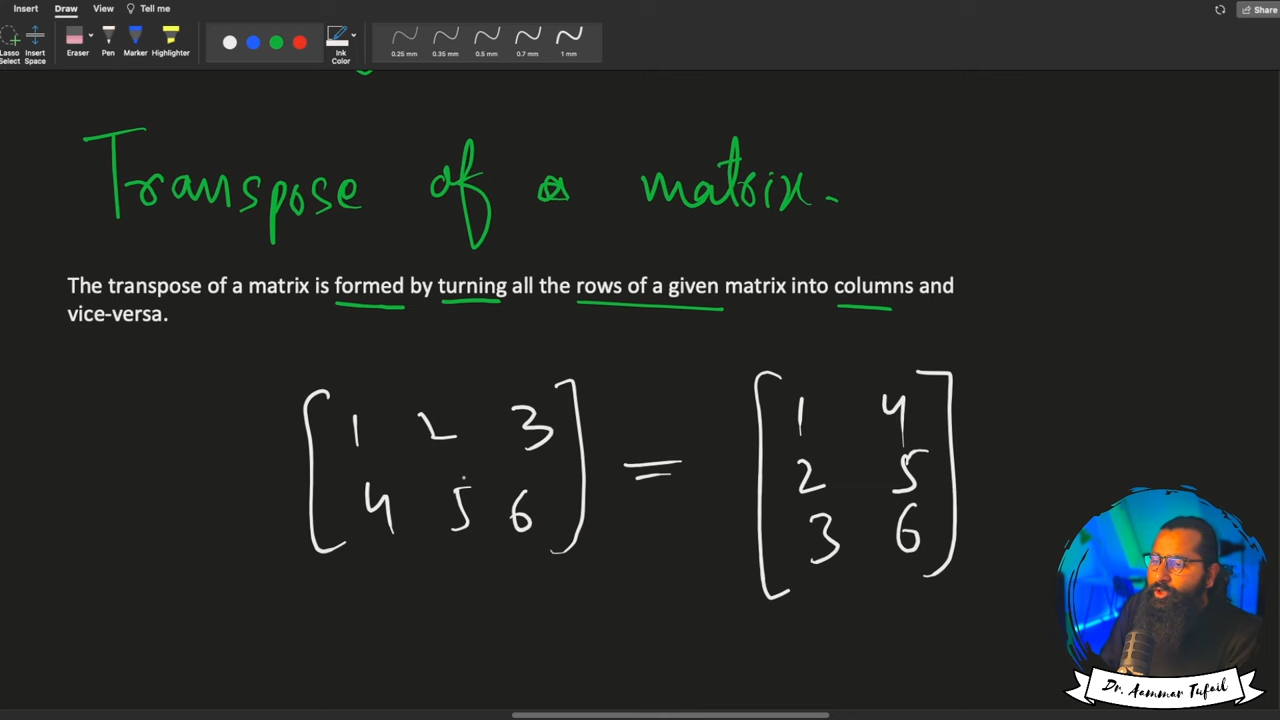 Insert Draw View Tell me Share
Lasso Select Insert Space Eraser Pen Marker Highlighter Ink Color 0.25 mm 0.35 mm 0.5 mm 0.7 mm 1 mm
Transpose of a matrix.
The transpose of a matrix is formed by turning all the rows of a given matrix into columns and
vice-versa.
1 2 3
4 5 6
=
1 4
2 5
3 6
Dr. Aammar Tufail